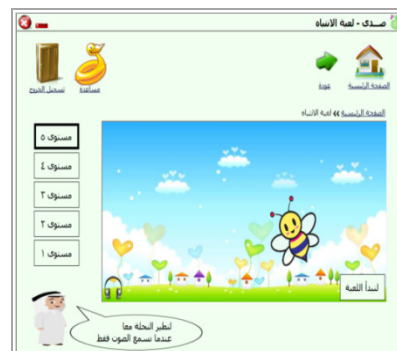 صـــدى - لعبة الانتباه
الصفحة الرئيسية
عودة
مساعدة
تسجيل الخروج
الصفحة الرئيسية >> لعبة الانتباه
مستوى ٥
مستوى ٤
مستوى ٣
مستوى ٢
مستوى ١
لنبدأ اللعبة
لنطير النحلة معا
عندما نسمع الصوت فقط